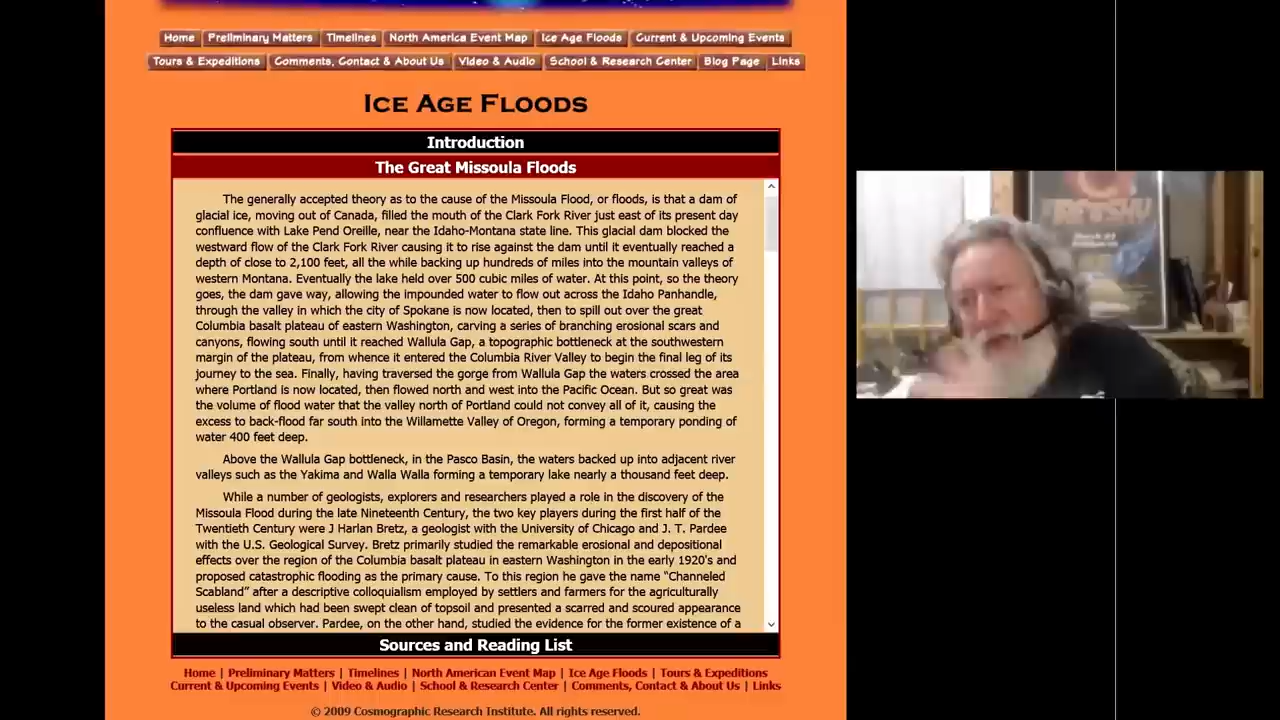 Home Preliminary Matters Timelines North America Event Map Ice Age Floods Current & Upcoming Events
Tours & Expeditions Comments, Contact & About Us Video & Audio School & Research Center Blog Page Links
Ice Age Floods
Introduction
The Great Missoula Floods
The generally accepted theory as to the cause of the Missoula Flood, or floods, is that a dam of
glacial ice, moving out of Canada, filled the mouth of the Clark Fork River just east of its present day
confluence with Lake Pend Oreille, near the Idaho-Montana state line. This glacial dam blocked the
westward flow of the Clark Fork River causing it to rise against the dam until it eventually reached a
depth of close to 2,100 feet, all the while backing up hundreds of miles into the mountain valleys of
western Montana. Eventually the lake held over 500 cubic miles of water. At this point, so the theory
goes, the dam gave way, allowing the impounded water to flow out across the Idaho Panhandle,
through the valley in which the city of Spokane is now located, then to spill out over the great
Columbia basalt plateau of eastern Washington, carving a series of branching erosional scars and
canyons, flowing south until it reached Wallula Gap, a topographic bottleneck at the southwestern
margin of the plateau, from whence it entered the Columbia River Valley to begin the final leg of its
journey to the sea. Finally, having traversed the gorge from Wallula Gap the waters crossed the area
where Portland is now located, then flowed north and west into the Pacific Ocean. But so great was
the volume of flood water that the valley north of Portland could not convey all of it, causing the
excess to back-flood far south into the Willamette Valley of Oregon, forming a temporary ponding of
water 400 feet deep.
Above the Wallula Gap bottleneck, in the Pasco Basin, the waters backed up into adjacent river
valleys such as the Yakima and Walla Walla forming a temporary lake nearly a thousand feet deep.
While a number of geologists, explorers and researchers played a role in the discovery of the
Missoula Flood during the late Nineteenth Century, the two key players during the first half of the
Twentieth Century were J Harlan Bretz, a geologist with the University of Chicago and J. T. Pardee
with the U.S. Geological Survey. Bretz primarily studied the remarkable erosional and depositional
effects over the region of the Columbia basalt plateau in eastern Washington in the early 1920's and
proposed catastrophic flooding as the primary cause. To this region he gave the name “Channeled
Scabland” after a descriptive colloquialism employed by settlers and farmers for the agriculturally
useless land which had been swept clean of topsoil and presented a scarred and scoured appearance
to the casual observer. Pardee, on the other hand, studied the evidence for the former existence of a
Sources and Reading List
Home | Preliminary Matters | Timelines | North American Event Map | Ice Age Floods | Tours & Expeditions
Current & Upcoming Events | Video & Audio | School & Research Center | Comments, Contact & About Us | Links
© 2009 Cosmographic Research Institute. All rights reserved.